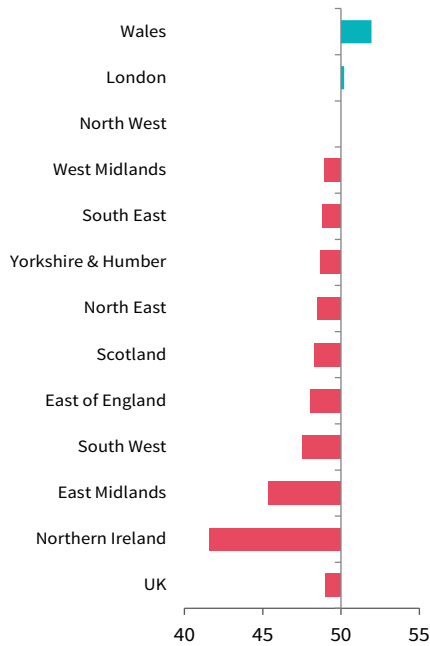 Wales
London
North West
West Midlands
South East
Yorkshire & Humber
North East
Scotland
East of England
South West
East Midlands
Northern Ireland
UK
40 45 50 55